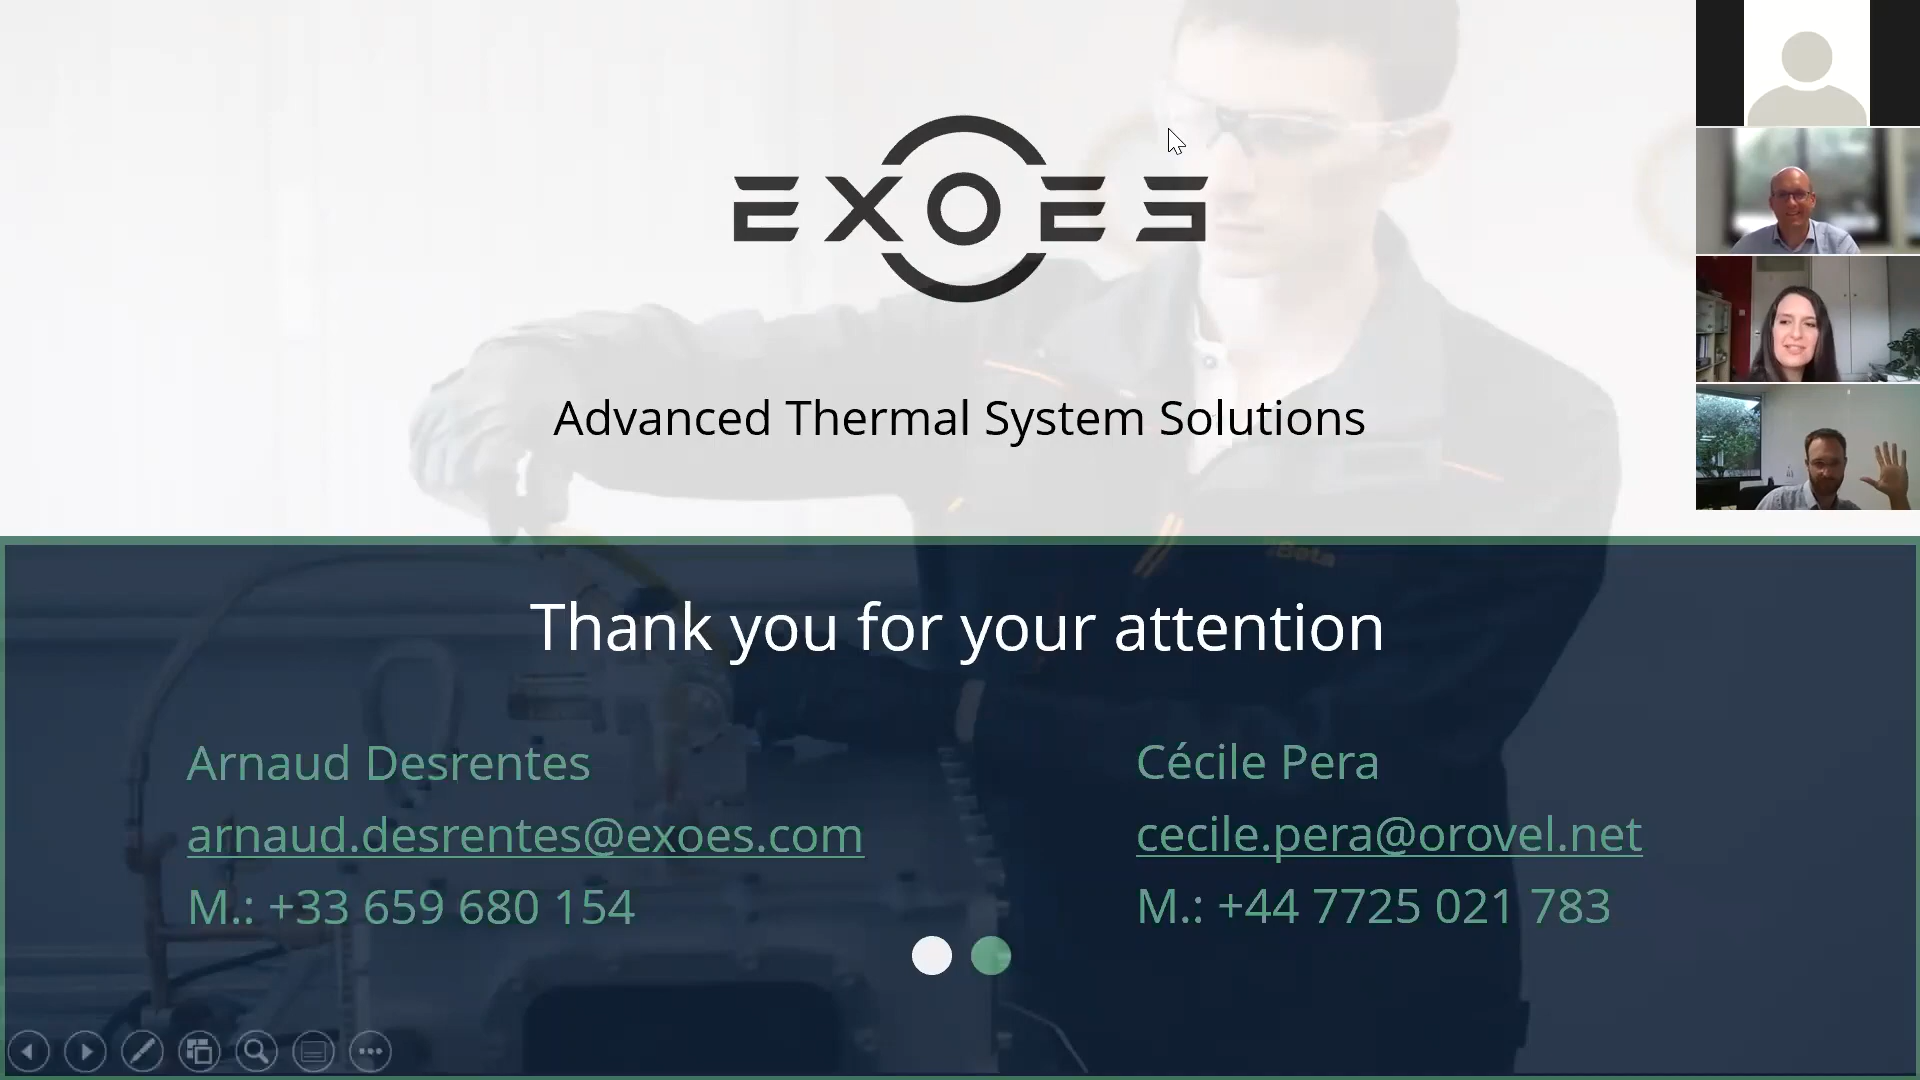 EXOES
Advanced Thermal System Solutions
Beta
Thank you for your attention
Arnaud Desrentes
arnaud.desrentes@exoes.com
M.: +33 659 680 154
Cécile Pera
cecile.pera@orovel.net
M.: +44 7725 021 783